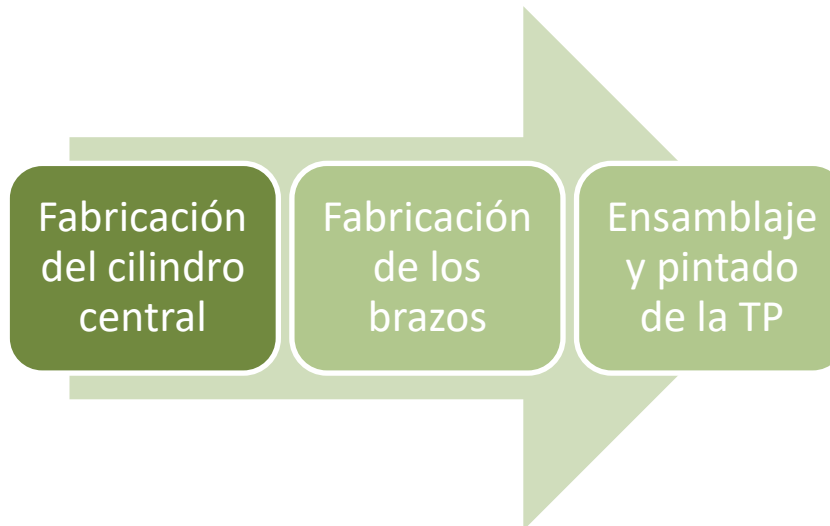 Fabricación
del cilindro
central
Fabricación
de los
brazos
Ensamblaje
y pintado
de la TP